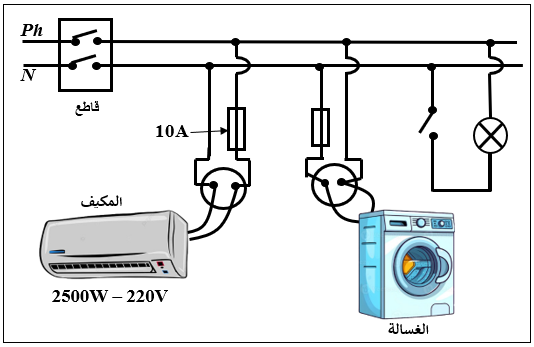 Ph
N
قاطع
10A
المكيف
2500W – 220V
الغسالة